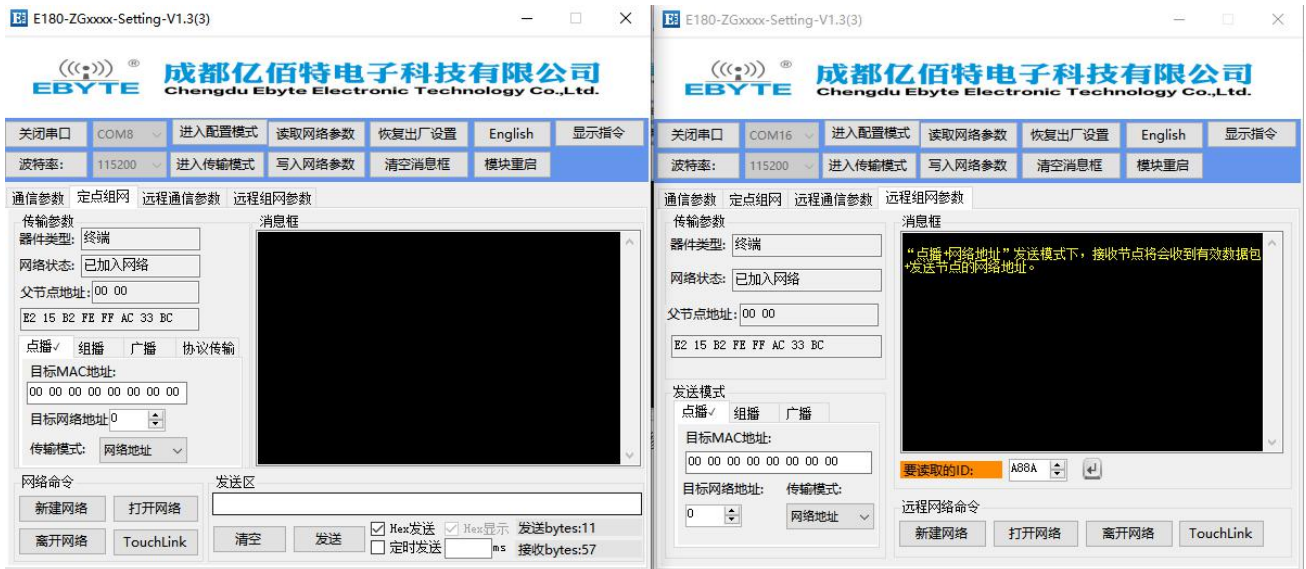 E180-ZGxxxx-Setting-V1.3(3)
EBYTE ®
成都亿佰特电子科技有限公司
Chengdu Ebyte Electronic Technology Co.,Ltd.
关闭串口 COM8 进入配置模式 读取网络参数 恢复出厂设置 English 显示指令
波特率: 115200 进入传输模式 写入网络参数 清空消息框 模块重启
通信参数 定点组网 远程通信参数 远程组网参数
传输参数 消息框
器件类型: 终端
网络状态: 已加入网络
父节点地址: 00 00
E2 15 B2 FE FF AC 33 BC
点播✓ 组播 广播 协议传输
目标MAC地址:
00 00 00 00 00 00 00 00
目标网络地址 0
传输模式: 网络地址
网络命令 发送区
新建网络 打开网络
离开网络 TouchLink 清空 发送
Hex发送 Hex显示 发送bytes:11
定时发送 ms 接收bytes:57
E180-ZGxxxx-Setting-V1.3(3)
EBYTE ®
成都亿佰特电子科技有限公司
Chengdu Ebyte Electronic Technology Co.,Ltd.
关闭串口 COM16 进入配置模式 读取网络参数 恢复出厂设置 English 显示指令
波特率: 115200 进入传输模式 写入网络参数 清空消息框 模块重启
通信参数 定点组网 远程通信参数 远程组网参数
传输参数 消息框
器件类型: 终端
网络状态: 已加入网络
父节点地址: 00 00
E2 15 B2 FE FF AC 33 BC
“点播+网络地址”发送模式下，接收节点将会收到有效数据包
+发送节点的网络地址。
发送模式
点播✓ 组播 广播
目标MAC地址:
00 00 00 00 00 00 00 00
目标网络地址: 传输模式:
0 网络地址
要读取的ID: A88A
远程网络命令
新建网络 打开网络 离开网络 TouchLink